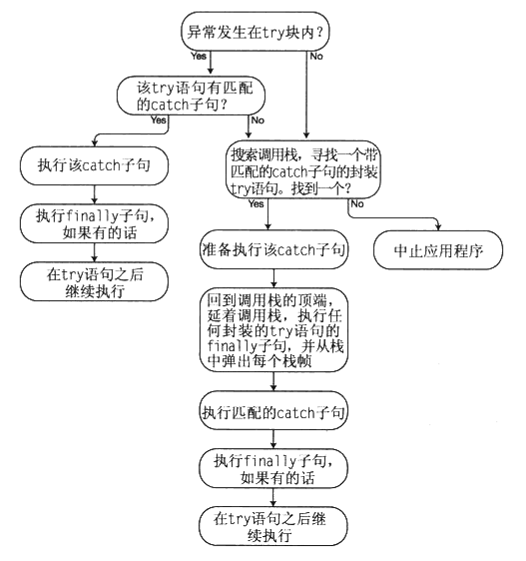 异常发生在try块内?
Yes
No
该try语句有匹配
的catch子句?
Yes
No
执行该catch子句
搜索调用栈，寻找一个带
匹配的catch子句的封装
try语句。找到一个?
Yes
No
执行finally子句，
如果有的话
准备执行该catch子句
中止应用程序
在try语句之后
继续执行
回到调用栈的顶端，
延着调用栈，执行任
何封装的try语句的
finally子句，并从栈
中弹出每个栈帧
执行匹配的catch子句
执行finally子句，
如果有的话
在try语句之后继
续执行